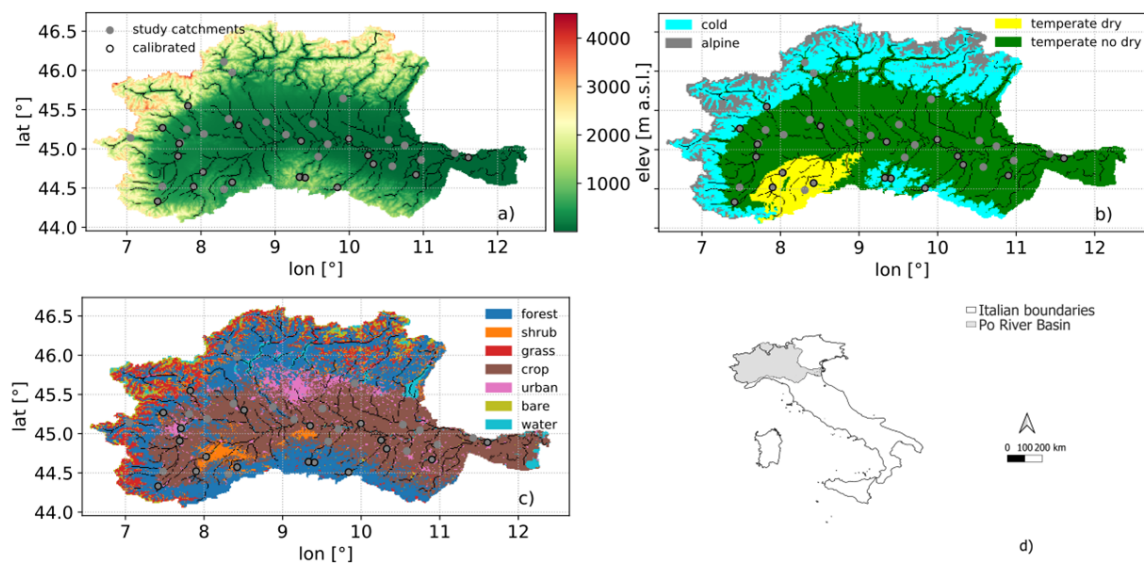 study catchments
calibrated
46.5
46.0
45.5
45.0
44.5
44.0
lat [°]
7 8 9 10 11 12
lon [°]
a)
4000
3000
2000
1000
elev [m a.s.l.]
cold
alpine
temperate dry
temperate no dry
7 8 9 10 11 12
lon [°]
b)
46.5
46.0
45.5
45.0
44.5
44.0
lat [°]
forest
shrub
grass
crop
urban
bare
water
7 8 9 10 11 12
lon [°]
c)
Italian boundaries
Po River Basin
0 100 200 km
d)